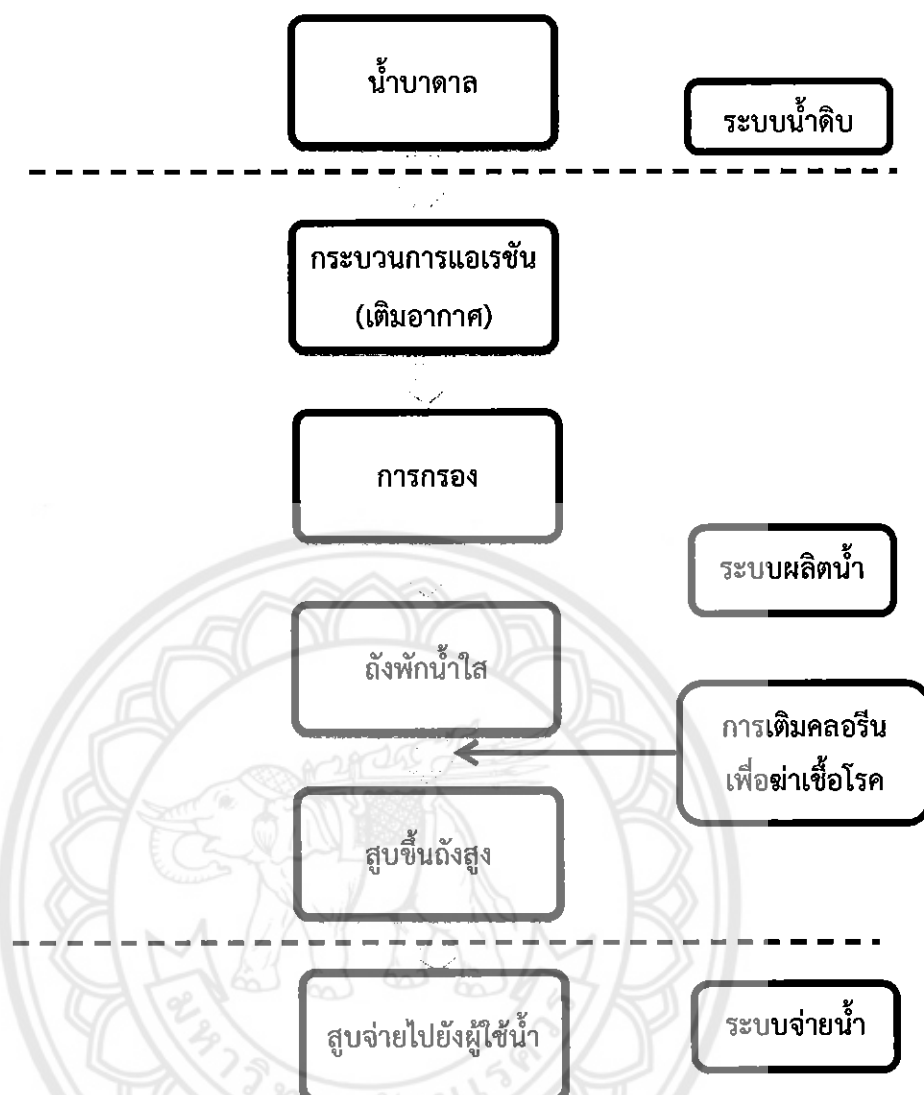 น้ำบาดาล
ระบบน้ำดิบ
กระบวนการแอเรชัน
(เติมอากาศ)
การกรอง
ระบบผลิตน้ำ
ถังพักน้ำใส
การเติมคลอรีน
เพื่อฆ่าเชื้อโรค
สูบขึ้นถังสูง
สูบจ่ายไปยังผู้ใช้น้ำ
ระบบจ่ายน้ำ